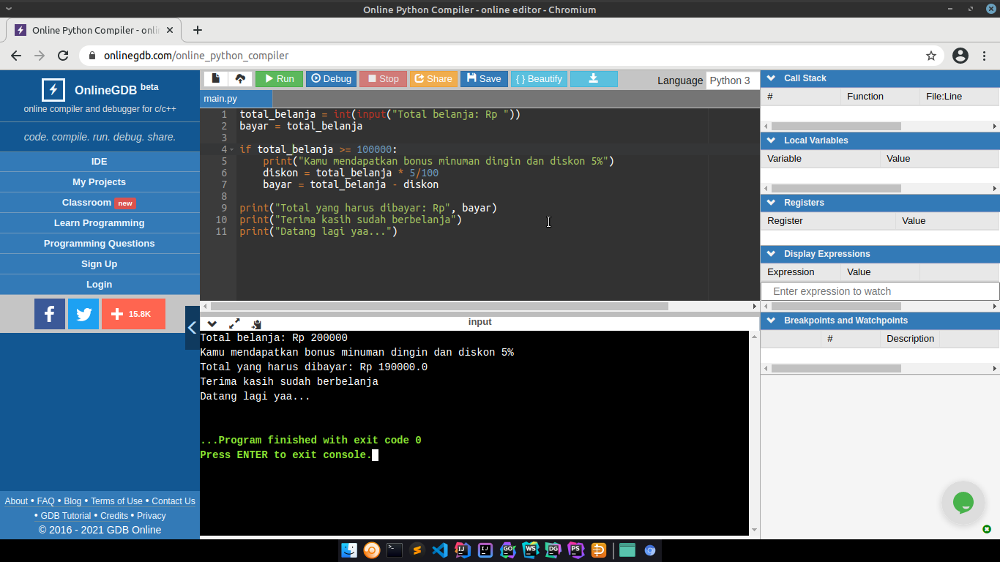 Online Python Compiler - online editor - Chromium
Online Python Compiler - onli
onlinegdb.com/online_python_compiler
OnlineGDB beta
online compiler and debugger for c/c++
code. compile. run. debug. share.
IDE
My Projects
Classroom new
Learn Programming
Programming Questions
Sign Up
Login
15.8K
About • FAQ • Blog • Terms of Use • Contact Us
• GDB Tutorial • Credits • Privacy
© 2016 - 2021 GDB Online
Run Debug Stop Share Save { } Beautify
Language Python 3
main.py
1 total_belanja = int(input("Total belanja: Rp "))
2 bayar = total_belanja
3
4 if total_belanja >= 100000:
5 print("Kamu mendapatkan bonus minuman dingin dan diskon 5%")
6 diskon = total_belanja * 5/100
7 bayar = total_belanja - diskon
8
9 print("Total yang harus dibayar: Rp", bayar)
10 print("Terima kasih sudah berbelanja")
11 print("Datang lagi yaa...")
input
Total belanja: Rp 200000
Kamu mendapatkan bonus minuman dingin dan diskon 5%
Total yang harus dibayar: Rp 190000.0
Terima kasih sudah berbelanja
Datang lagi yaa...
...Program finished with exit code 0
Press ENTER to exit console.
Call Stack
# Function File:Line
Local Variables
Variable Value
Registers
Register Value
Display Expressions
Expression Value
Enter expression to watch
Breakpoints and Watchpoints
# Description
IJ IJ GO WS DG PS